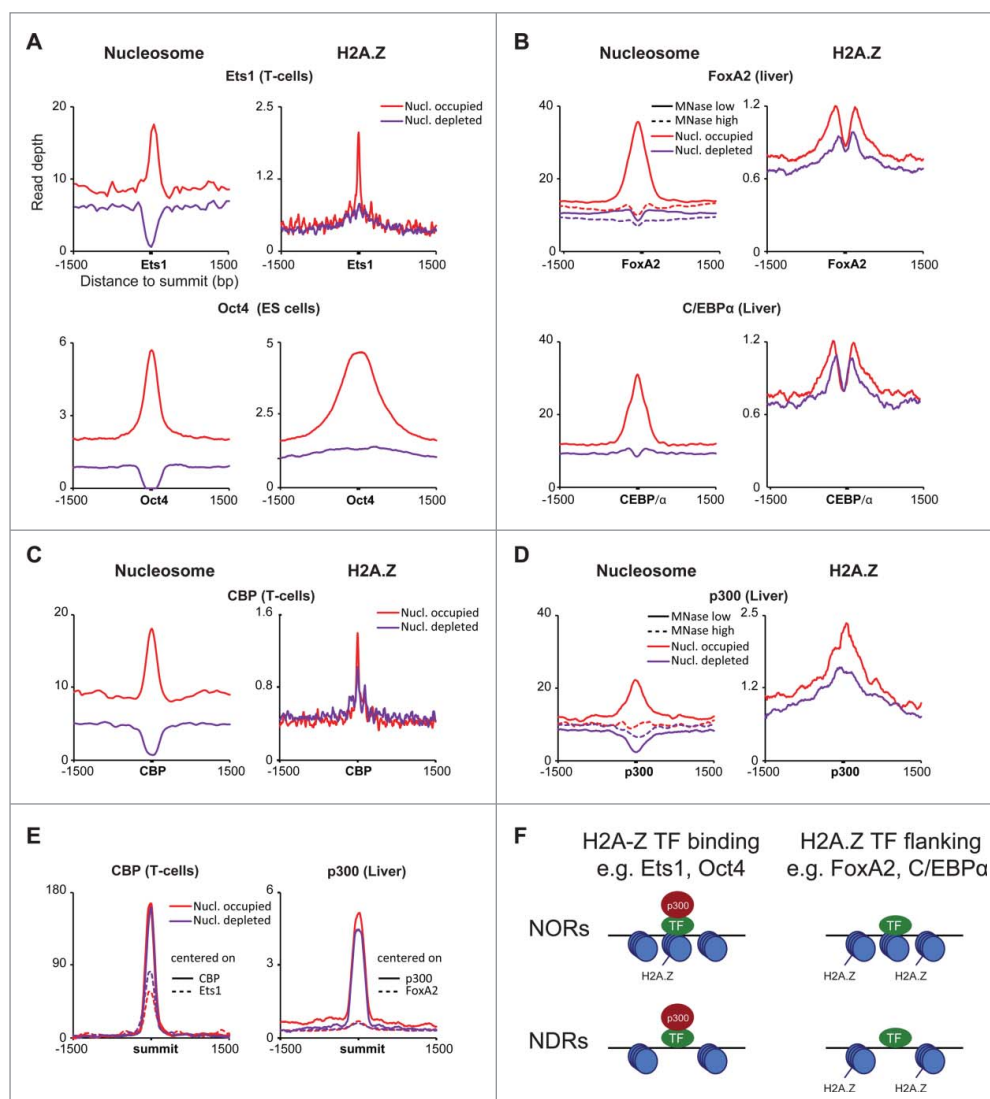 A
Nucleosome
H2A.Z
Ets1 (T-cells)
20
10
0
Read depth
-1500
Ets1
1500
Distance to summit (bp)
2.5
1.2
0
Nucl. occupied
Nucl. depleted
-1500
Ets1
1500
Oct4 (ES cells)
6
3
0
-1500
Oct4
1500
5
2.5
0
-1500
Oct4
1500
B
Nucleosome
H2A.Z
FoxA2 (liver)
40
20
0
MNase low
MNase high
Nucl. occupied
Nucl. depleted
-1500
FoxA2
1500
1.2
0.6
0
-1500
FoxA2
1500
C/EBPα (Liver)
40
20
0
-1500
CEBP/α
1500
1.2
0.6
0
-1500
CEBP/α
1500
C
Nucleosome
H2A.Z
CBP (T-cells)
20
10
0
-1500
CBP
1500
1.6
0.8
0
Nucl. occupied
Nucl. depleted
-1500
CBP
1500
D
Nucleosome
H2A.Z
p300 (Liver)
40
20
0
MNase low
MNase high
Nucl. occupied
Nucl. depleted
-1500
p300
1500
2.5
1.2
0
-1500
p300
1500
E
CBP (T-cells)
180
90
0
Nucl. occupied
Nucl. depleted
centered on
CBP
Ets1
-1500
summit
1500
p300 (Liver)
6
3
0
centered on
p300
FoxA2
-1500
summit
1500
F
H2A-Z TF binding
e.g. Ets1, Oct4
H2A.Z TF flanking
e.g. FoxA2, C/EBPα
NORs
p300
TF
H2A.Z
TF
H2A.Z
H2A.Z
NDRs
p300
TF
TF
H2A.Z
H2A.Z